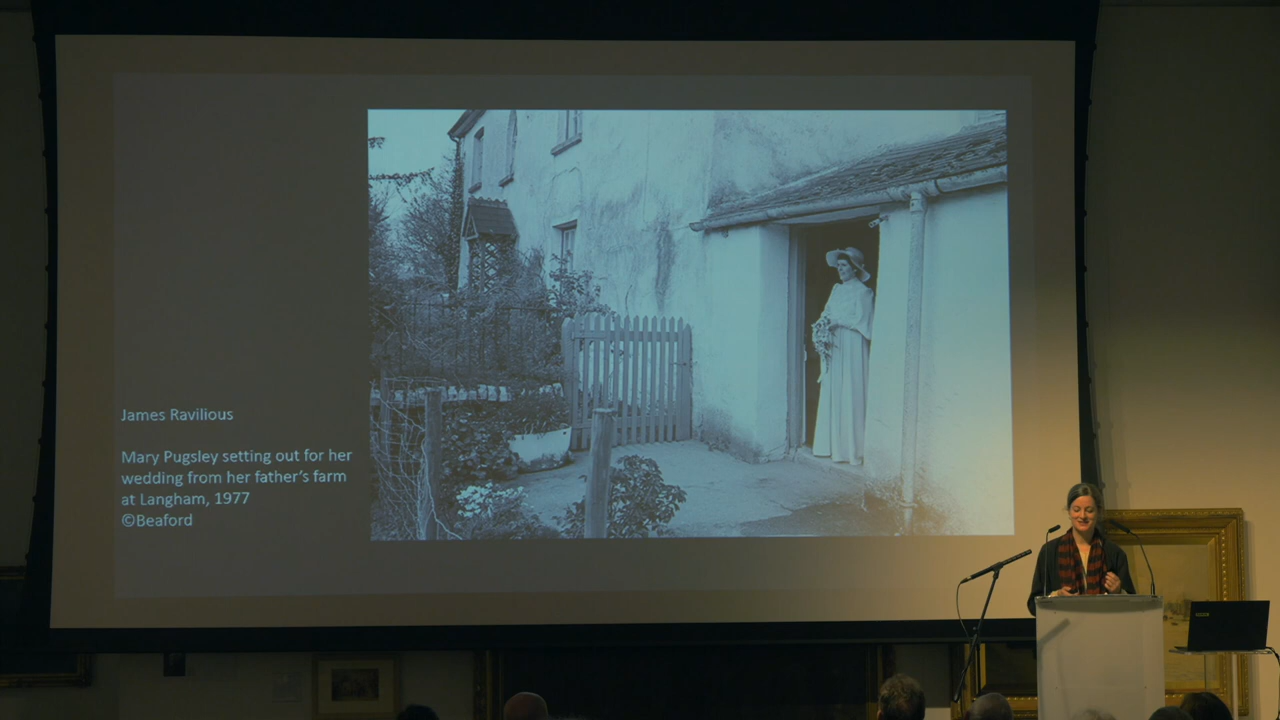 James Ravilious
Mary Pugsley setting out for her
wedding from her father's farm
at Langham, 1977
©Beaford